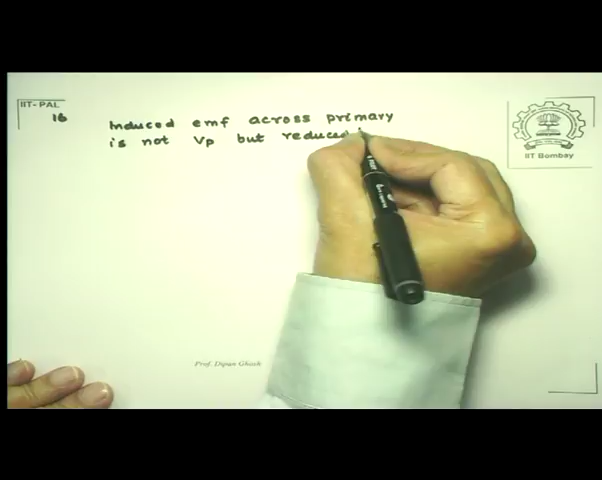 IIT-PAL
16
Induced emf across primary
is not Vp but reduced
IIT Bombay
Prof. Dipan Ghosh